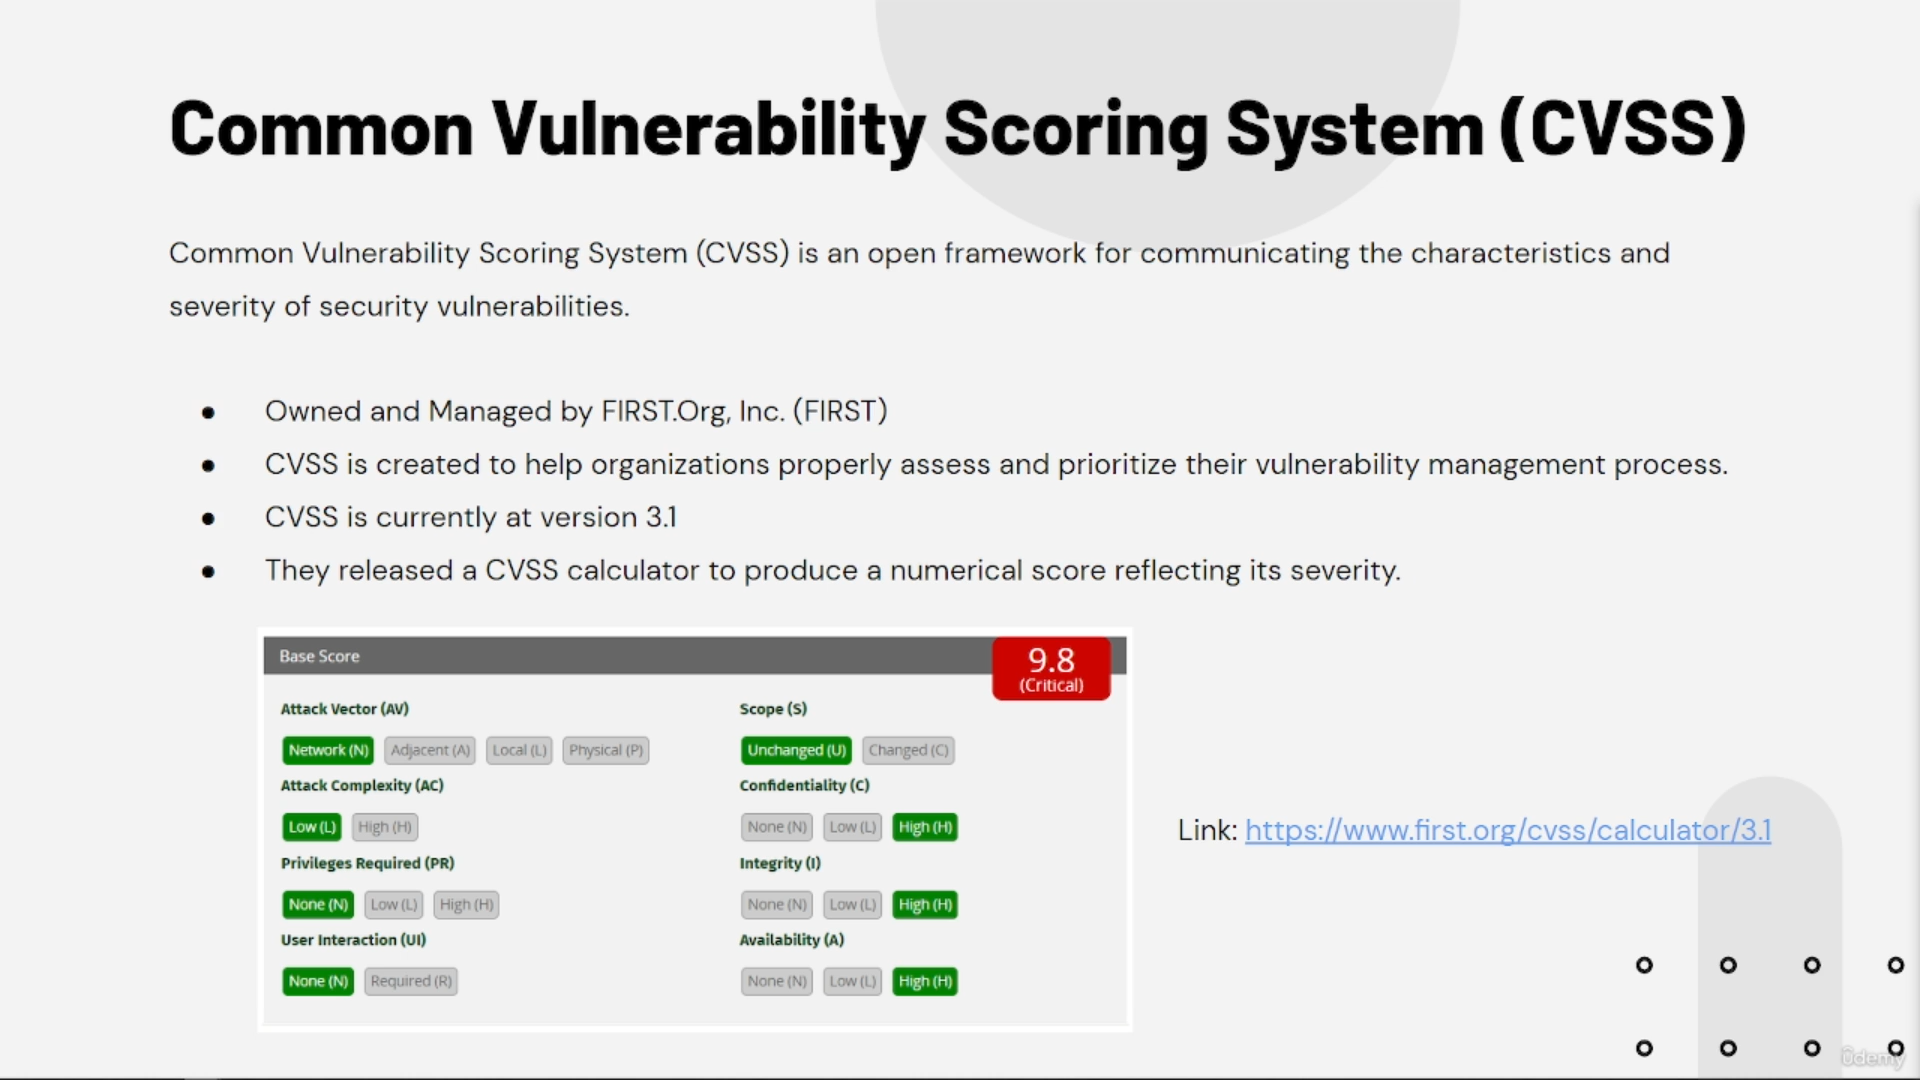 Common Vulnerability Scoring System (CVSS)
Common Vulnerability Scoring System (CVSS) is an open framework for communicating the characteristics and
severity of security vulnerabilities.
● Owned and Managed by FIRST.Org, Inc. (FIRST)
● CVSS is created to help organizations properly assess and prioritize their vulnerability management process.
● CVSS is currently at version 3.1
● They released a CVSS calculator to produce a numerical score reflecting its severity.
Base Score
9.8
(Critical)
Attack Vector (AV)
Network (N) Adjacent (A) Local (L) Physical (P)
Attack Complexity (AC)
Low (L) High (H)
Privileges Required (PR)
None (N) Low (L) High (H)
User Interaction (UI)
None (N) Required (R)
Scope (S)
Unchanged (U) Changed (C)
Confidentiality (C)
None (N) Low (L) High (H)
Integrity (I)
None (N) Low (L) High (H)
Availability (A)
None (N) Low (L) High (H)
Link: https://www.first.org/cvss/calculator/3.1
ûdemy